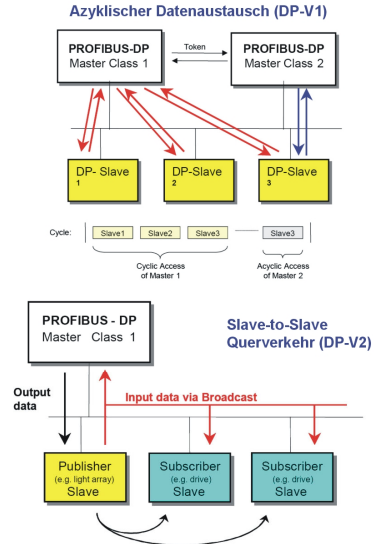 Azyklischer Datenaustausch (DP-V1)
PROFIBUS-DP
Master Class 1
Token
PROFIBUS-DP
Master Class 2
DP- Slave
1
DP-Slave
2
DP-Slave
3
Cycle:
Slave1
Slave2
Slave3
Slave3
Cyclic Access
of Master 1
Acyclic Access
of Master 2
PROFIBUS - DP
Master Class 1
Slave-to-Slave
Querverkehr (DP-V2)
Output
data
Input data via Broadcast
Publisher
(e.g. light array)
Slave
Subscriber
(e.g. drive)
Slave
Subscriber
(e.g. drive)
Slave